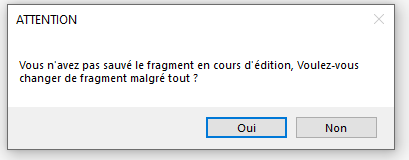 ATTENTION
Vous n'avez pas sauvé le fragment en cours d'édition, Voulez-vous
changer de fragment malgré tout ?
Oui
Non